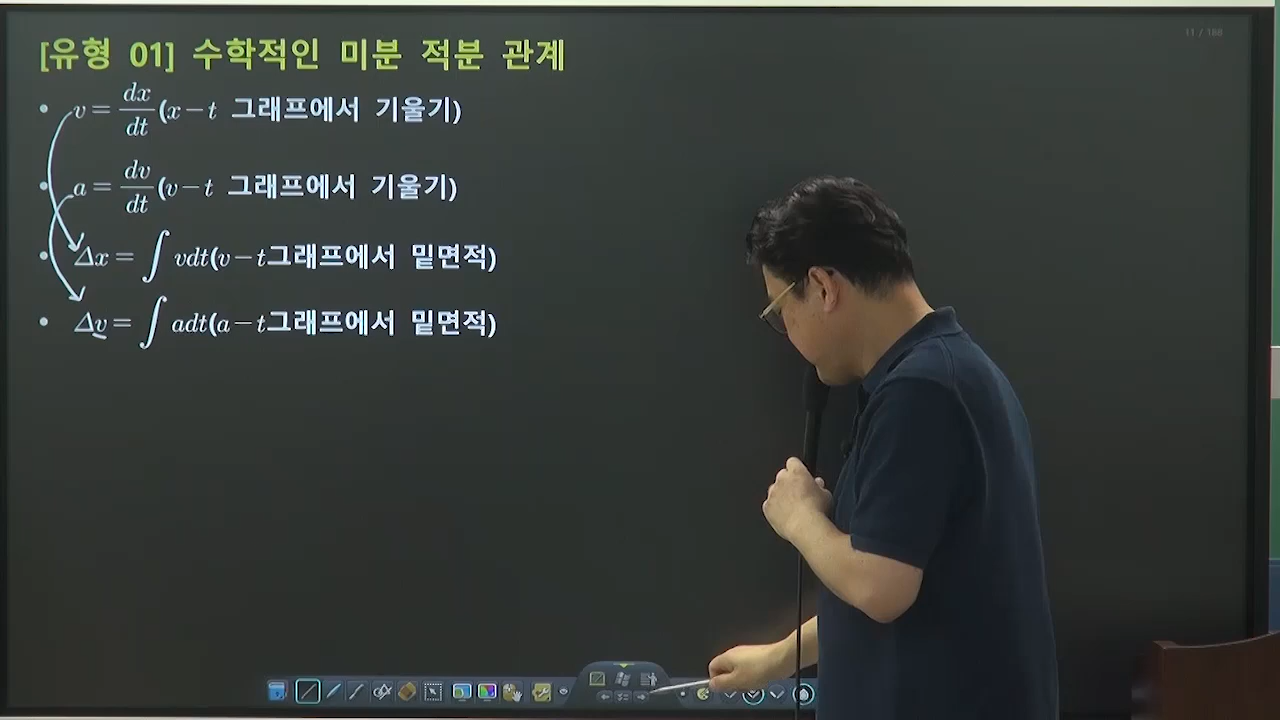 11 / 188
[유형 01] 수학적인 미분 적분 관계
• v = dx/dt (x − t 그래프에서 기울기)
• a = dv/dt (v − t 그래프에서 기울기)
• Δx = ∫ vdt(v − t그래프에서 밑면적)
• Δv = ∫ adt(a − t그래프에서 밑면적)